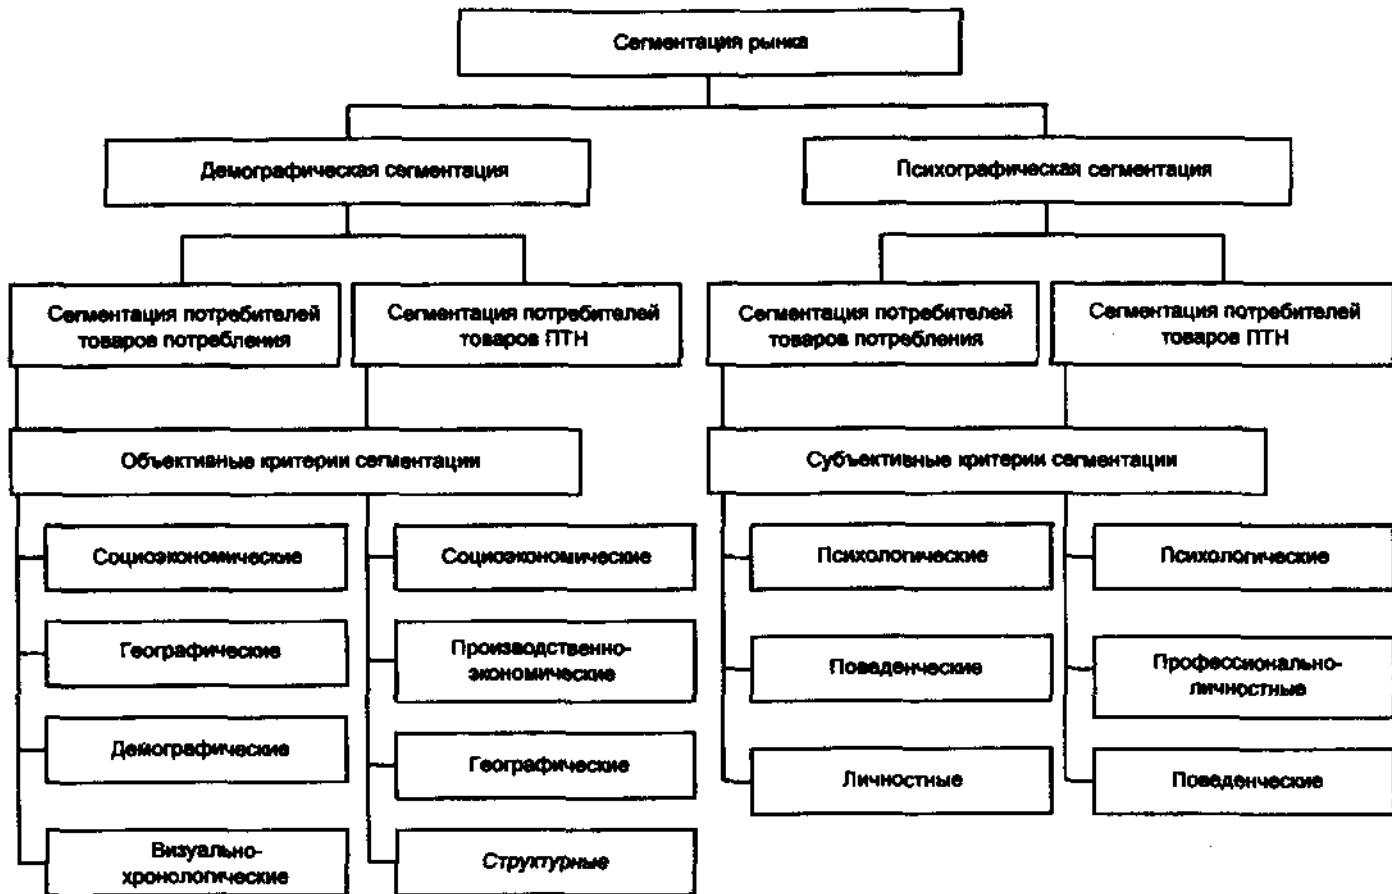 Сегментация рынка
Демографическая сегментация
Психографическая сегментация
Сегментация потребителей
товаров потребления
Сегментация потребителей
товаров ПТН
Сегментация потребителей
товаров потребления
Сегментация потребителей
товаров ПТН
Объективные критерии сегментации
Субъективные критерии сегментации
Социоэкономические
Географические
Демографические
Визуально-
хронологические
Социоэкономические
Производственно-
экономические
Географические
Структурные
Психологические
Поведенческие
Личностные
Психологические
Профессионально-
личностные
Поведенческие